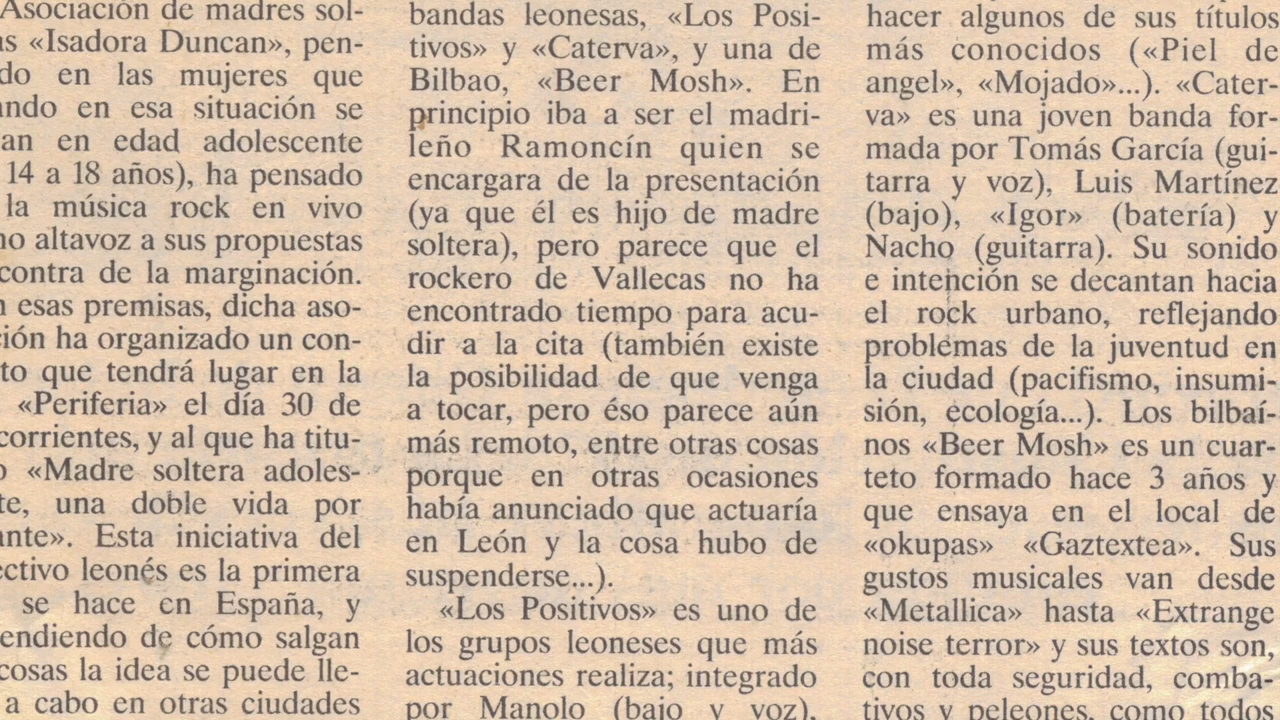 Asociación de madres sol-
as «Isadora Duncan», pen-
do en las mujeres que
ando en esa situación se
an en edad adolescente
14 a 18 años), ha pensado
la música rock en vivo
no altavoz a sus propuestas
contra de la marginación.
n esas premisas, dicha aso-
ción ha organizado un con-
to que tendrá lugar en la
«Periferia» el día 30 de
corrientes, y al que ha titu-
o «Madre soltera adoles-
te, una doble vida por
ante». Esta iniciativa del
ectivo leonés es la primera
se hace en España, y
endiendo de cómo salgan
cosas la idea se puede lle-
a cabo en otras ciudades
bandas leonesas, «Los Posi-
tivos» y «Caterva», y una de
Bilbao, «Beer Mosh». En
principio iba a ser el madri-
leño Ramoncín quien se
encargara de la presentación
(ya que él es hijo de madre
soltera), pero parece que el
rockero de Vallecas no ha
encontrado tiempo para acu-
dir a la cita (también existe
la posibilidad de que venga
a tocar, pero éso parece aún
más remoto, entre otras cosas
porque en otras ocasiones
había anunciado que actuaría
en León y la cosa hubo de
suspenderse...).
«Los Positivos» es uno de
los grupos leoneses que más
actuaciones realiza; integrado
por Manolo (bajo y voz),
hacer algunos de sus títulos
más conocidos («Piel de
angel», «Mojado»...). «Cater-
va» es una joven banda for-
mada por Tomás García (gui-
tarra y voz), Luis Martínez
(bajo), «Igor» (batería) y
Nacho (guitarra). Su sonido
e intención se decantan hacia
el rock urbano, reflejando
problemas de la juventud en
la ciudad (pacifismo, insumi-
sión, ecología...). Los bilbaí-
nos «Beer Mosh» es un cuar-
teto formado hace 3 años y
que ensaya en el local de
«okupas» «Gaztextea». Sus
gustos musicales van desde
«Metallica» hasta «Extrange
noise terror» y sus textos son,
con toda seguridad, comba-
tivos y peleones, como todos